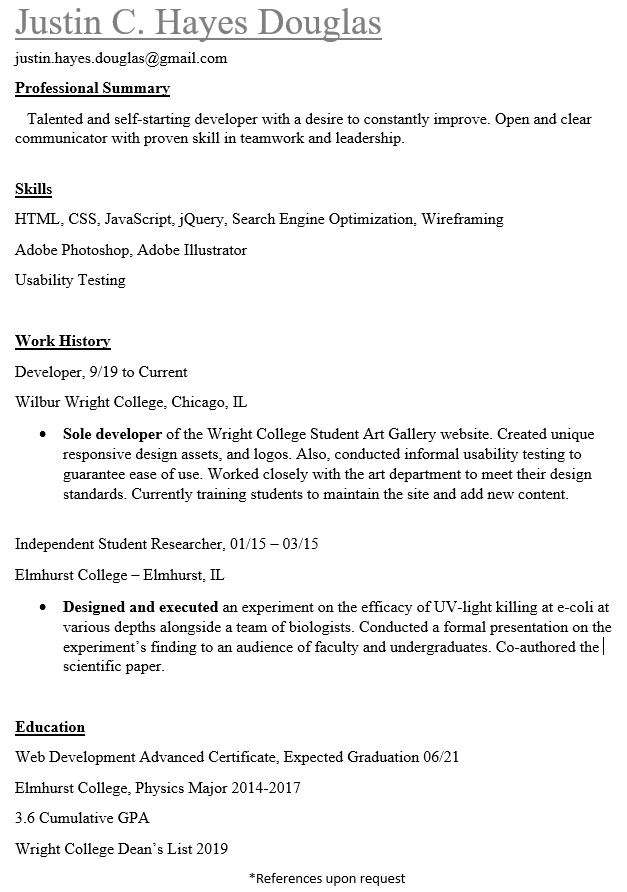 Justin C. Hayes Douglas
justin.hayes.douglas@gmail.com
Professional Summary
Talented and self-starting developer with a desire to constantly improve. Open and clear
communicator with proven skill in teamwork and leadership.
Skills
HTML, CSS, JavaScript, jQuery, Search Engine Optimization, Wireframing
Adobe Photoshop, Adobe Illustrator
Usability Testing
Work History
Developer, 9/19 to Current
Wilbur Wright College, Chicago, IL
• Sole developer of the Wright College Student Art Gallery website. Created unique
responsive design assets, and logos. Also, conducted informal usability testing to
guarantee ease of use. Worked closely with the art department to meet their design
standards. Currently training students to maintain the site and add new content.
Independent Student Researcher, 01/15 – 03/15
Elmhurst College – Elmhurst, IL
• Designed and executed an experiment on the efficacy of UV-light killing at e-coli at
various depths alongside a team of biologists. Conducted a formal presentation on the
experiment’s finding to an audience of faculty and undergraduates. Co-authored the
scientific paper.
Education
Web Development Advanced Certificate, Expected Graduation 06/21
Elmhurst College, Physics Major 2014-2017
3.6 Cumulative GPA
Wright College Dean’s List 2019
*References upon request